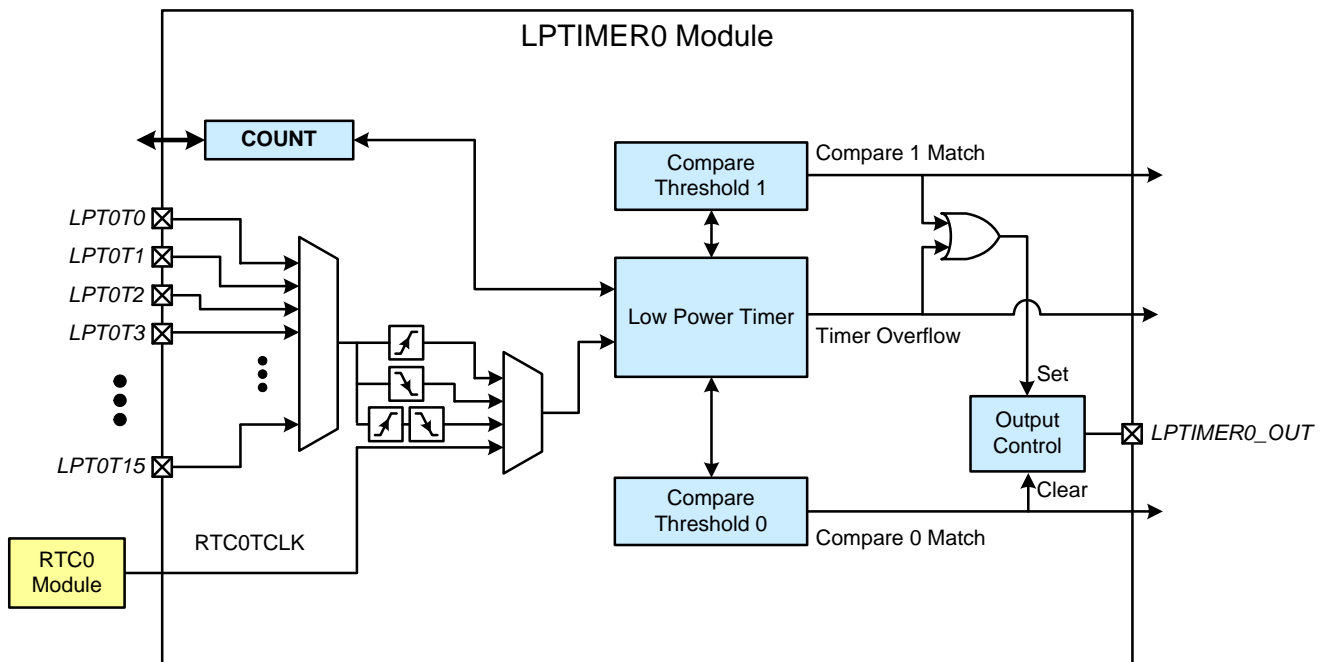 LPTIMER0 Module
COUNT
LPT0T0
LPT0T1
LPT0T2
LPT0T3
LPT0T15
RTC0
Module
RTC0TCLK
Compare
Threshold 1
Compare 1 Match
Low Power Timer
Timer Overflow
Set
Output
Control
LPTIMER0_OUT
Clear
Compare
Threshold 0
Compare 0 Match